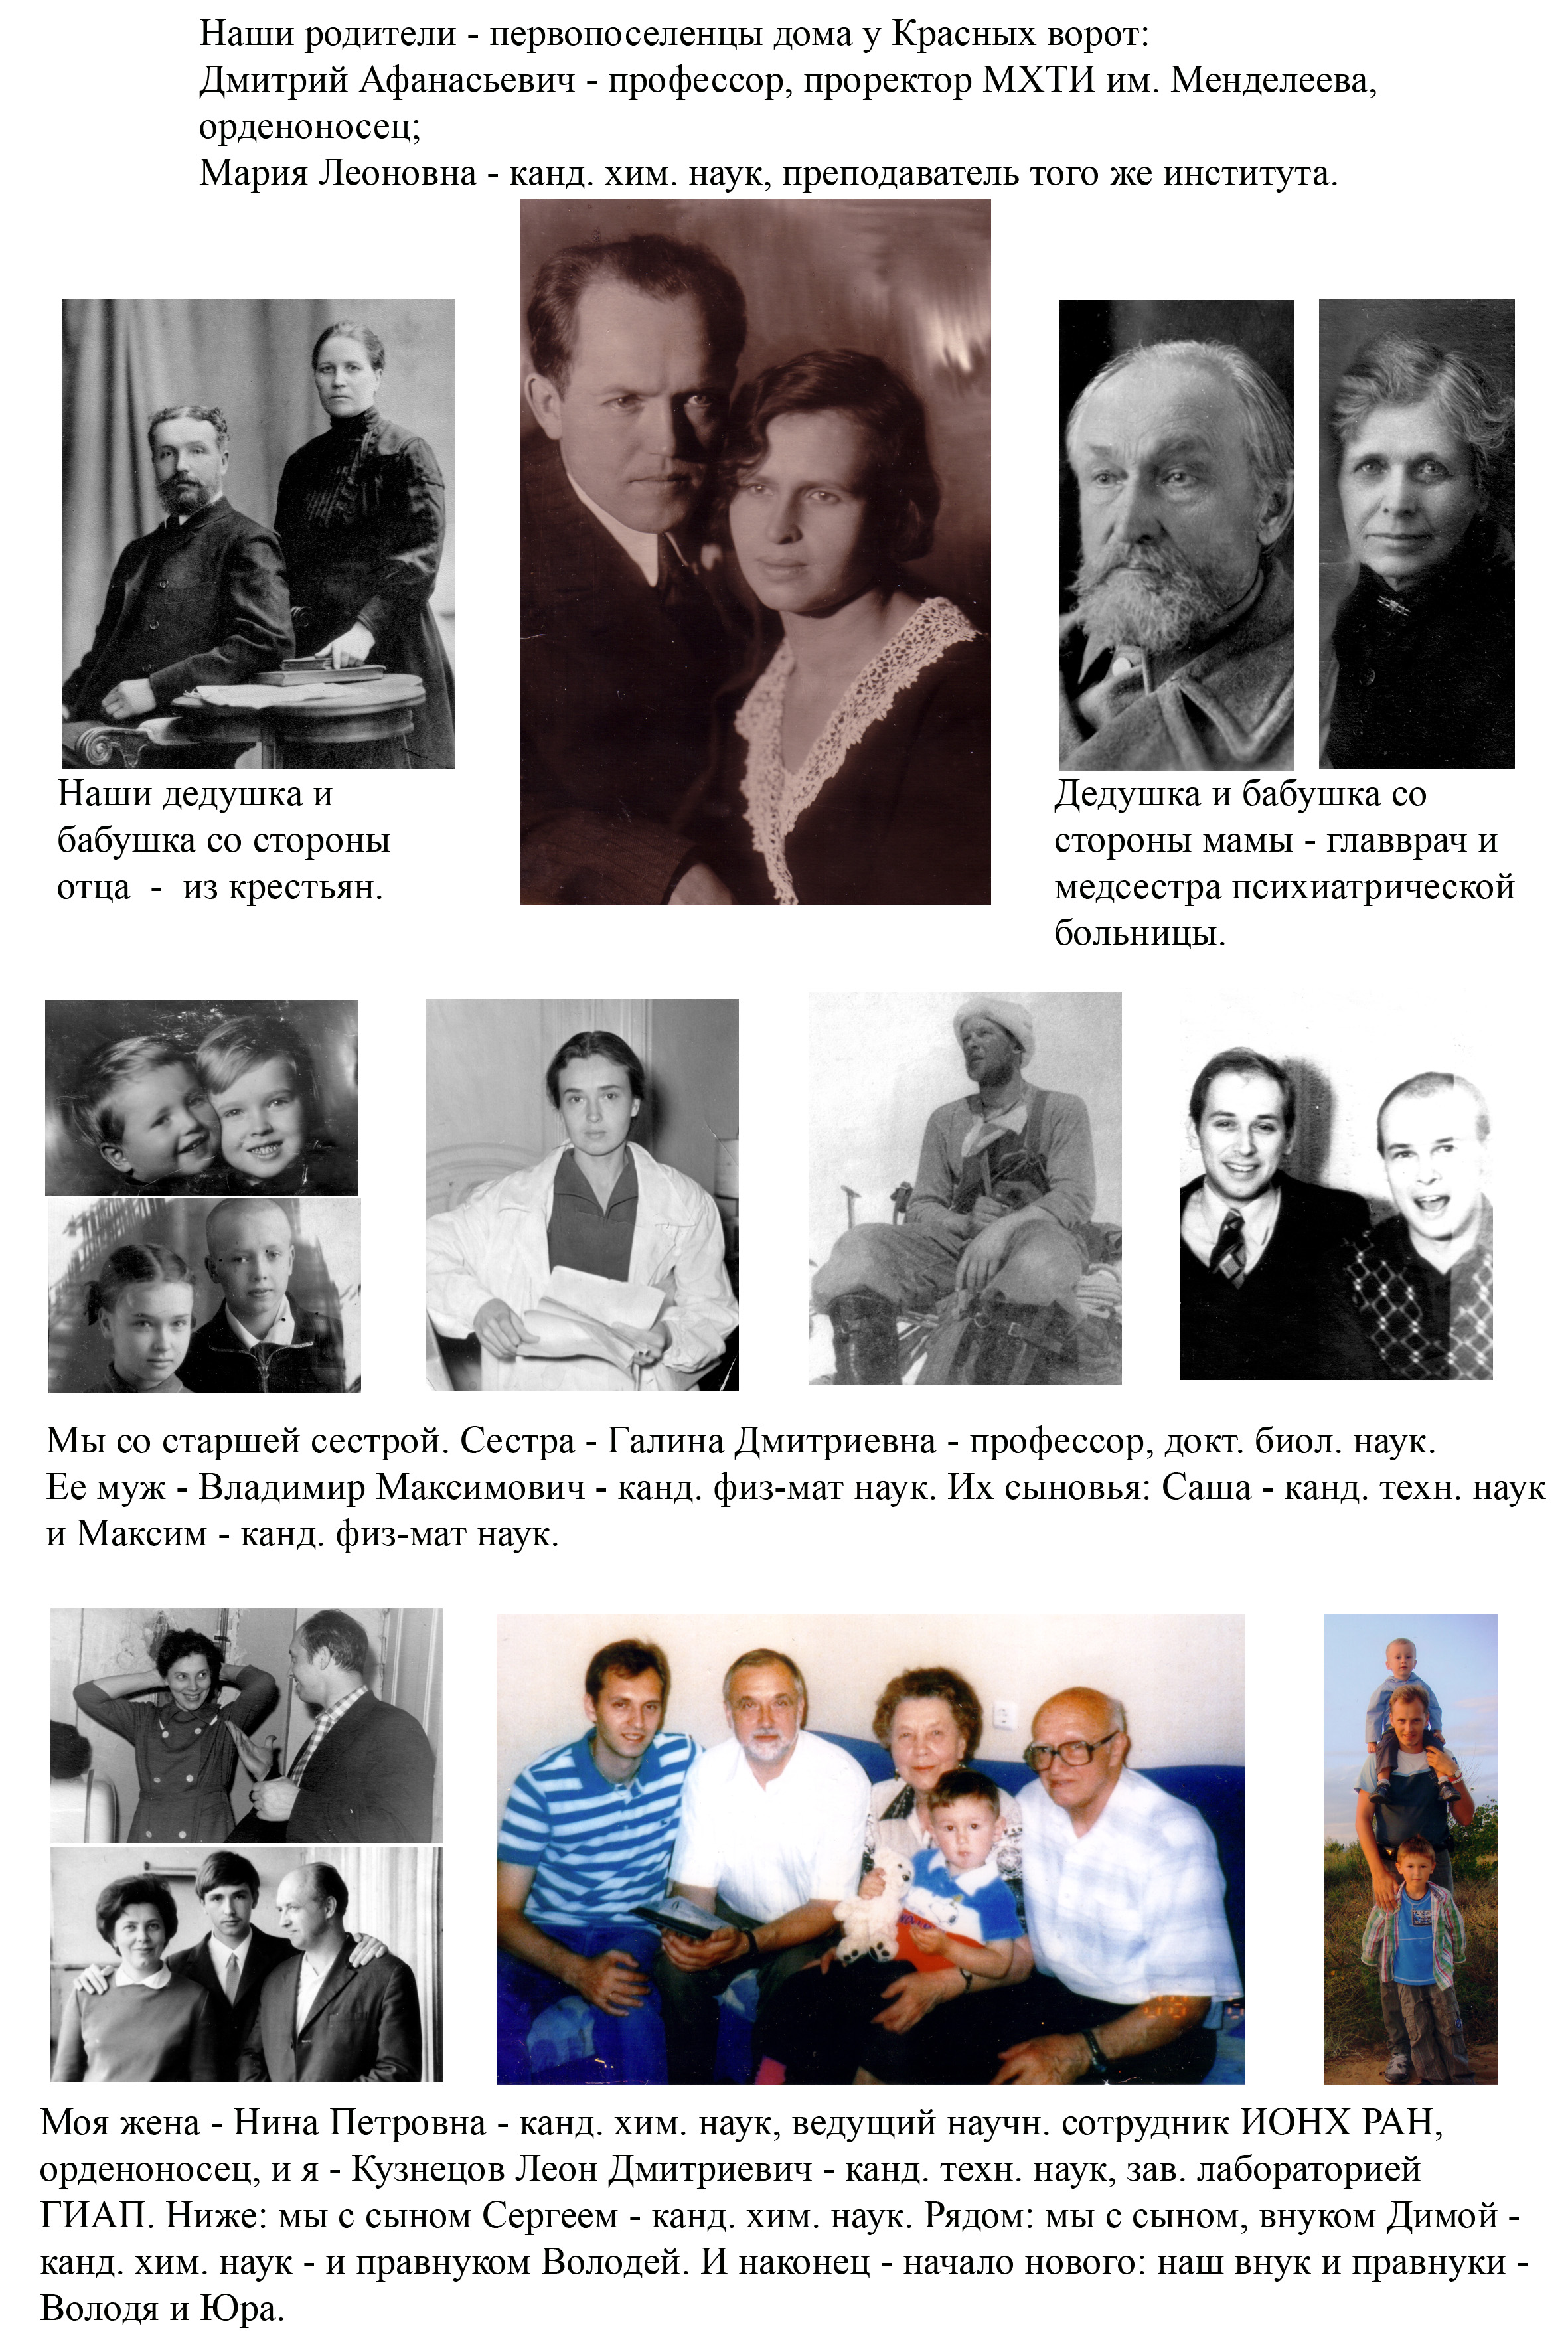 Наши родители - первопоселенцы дома у Красных ворот:
Дмитрий Афанасьевич - профессор, проректор МХТИ им. Менделеева,
орденоносец;
Мария Леоновна - канд. хим. наук, преподаватель того же института.
Наши дедушка и
бабушка со стороны
отца - из крестьян.
Дедушка и бабушка со
стороны мамы - главврач и
медсестра психиатрической
больницы.
Мы со старшей сестрой. Сестра - Галина Дмитриевна - профессор, докт. биол. наук.
Ее муж - Владимир Максимович - канд. физ-мат наук. Их сыновья: Саша - канд. техн. наук
и Максим - канд. физ-мат наук.
Моя жена - Нина Петровна - канд. хим. наук, ведущий научн. сотрудник ИОНХ РАН,
орденоносец, и я - Кузнецов Леон Дмитриевич - канд. техн. наук, зав. лабораторией
ГИАП. Ниже: мы с сыном Сергеем - канд. хим. наук. Рядом: мы с сыном, внуком Димой -
канд. хим. наук - и правнуком Володей. И наконец - начало нового: наш внук и правнуки -
Володя и Юра.